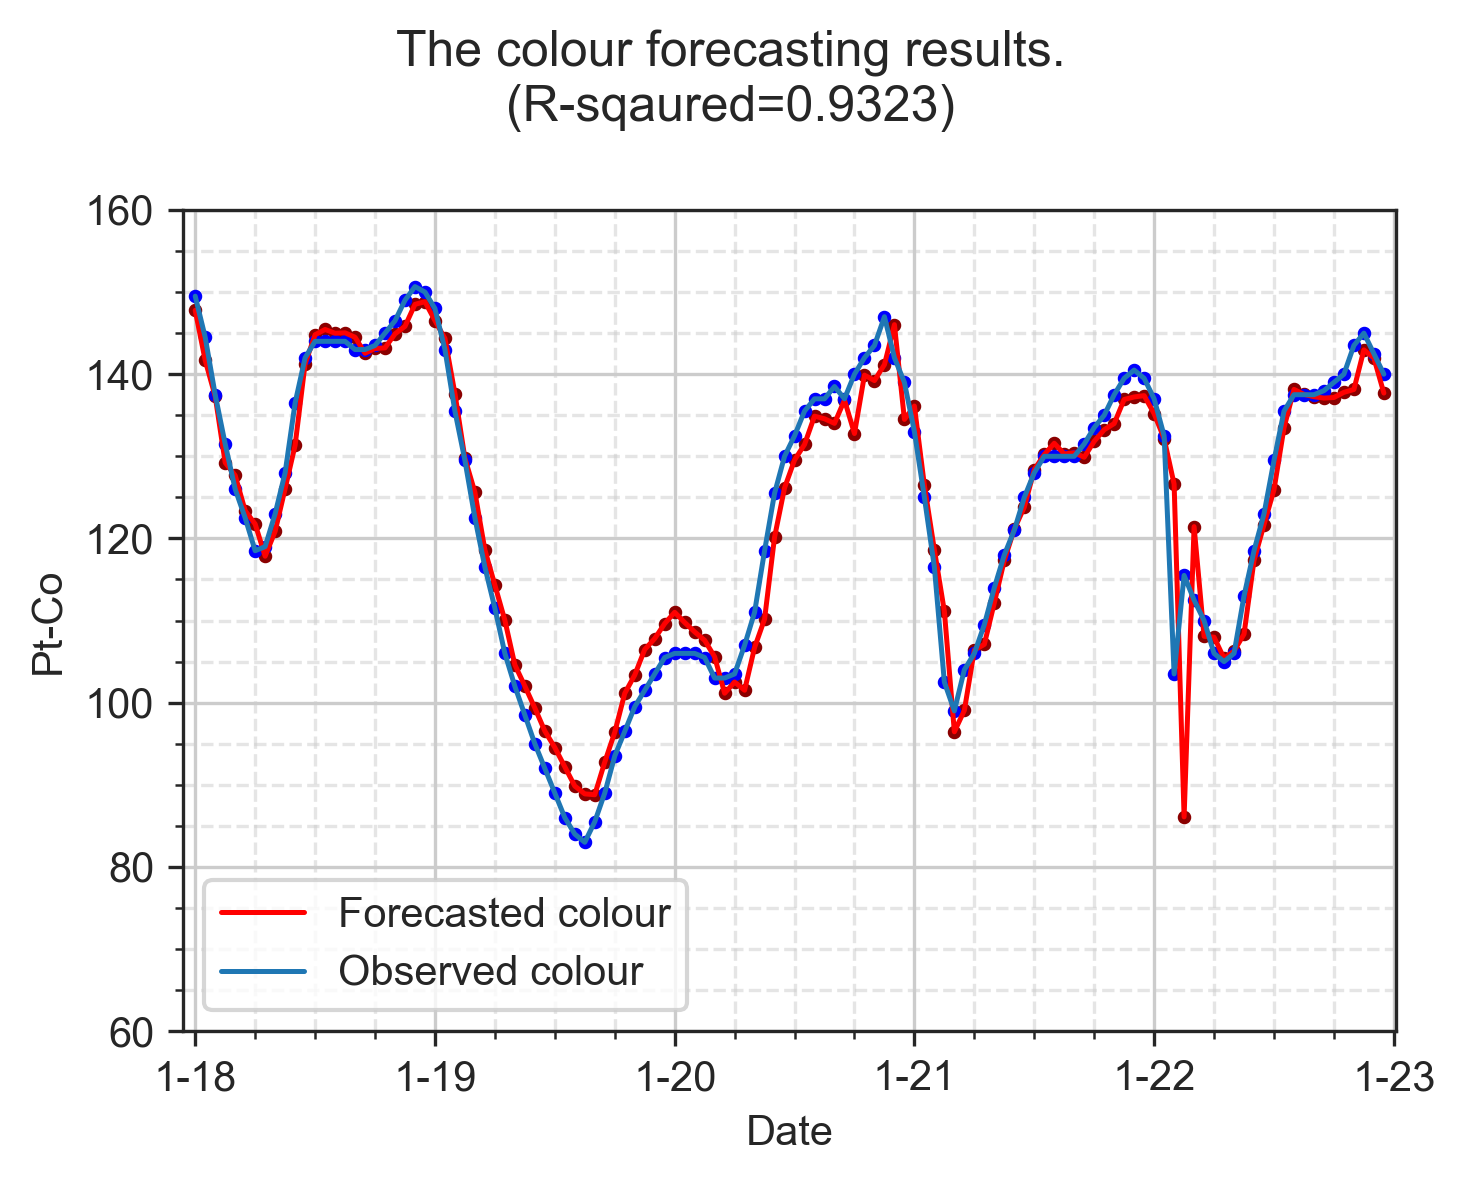 The colour forecasting results.
(R-sqaured=0.9323)
160
140
120
100
80
60
Pt-Co
Forecasted colour
Observed colour
1-18 1-19 1-20 1-21 1-22 1-23
Date